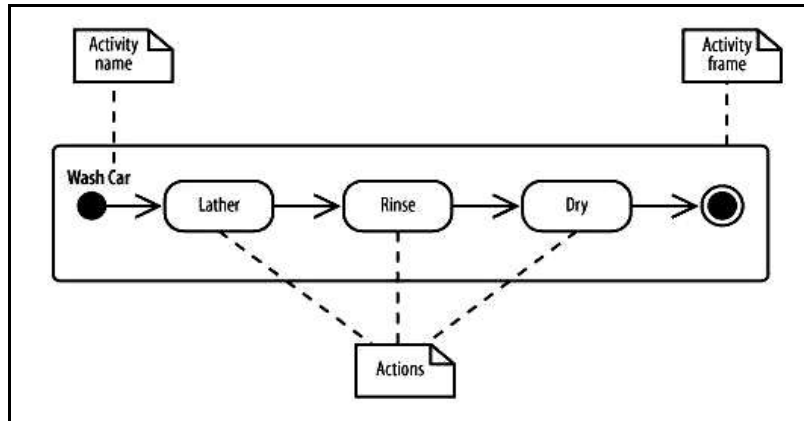 Activity
name
Activity
frame
Wash Car
Lather
Rinse
Dry
Actions